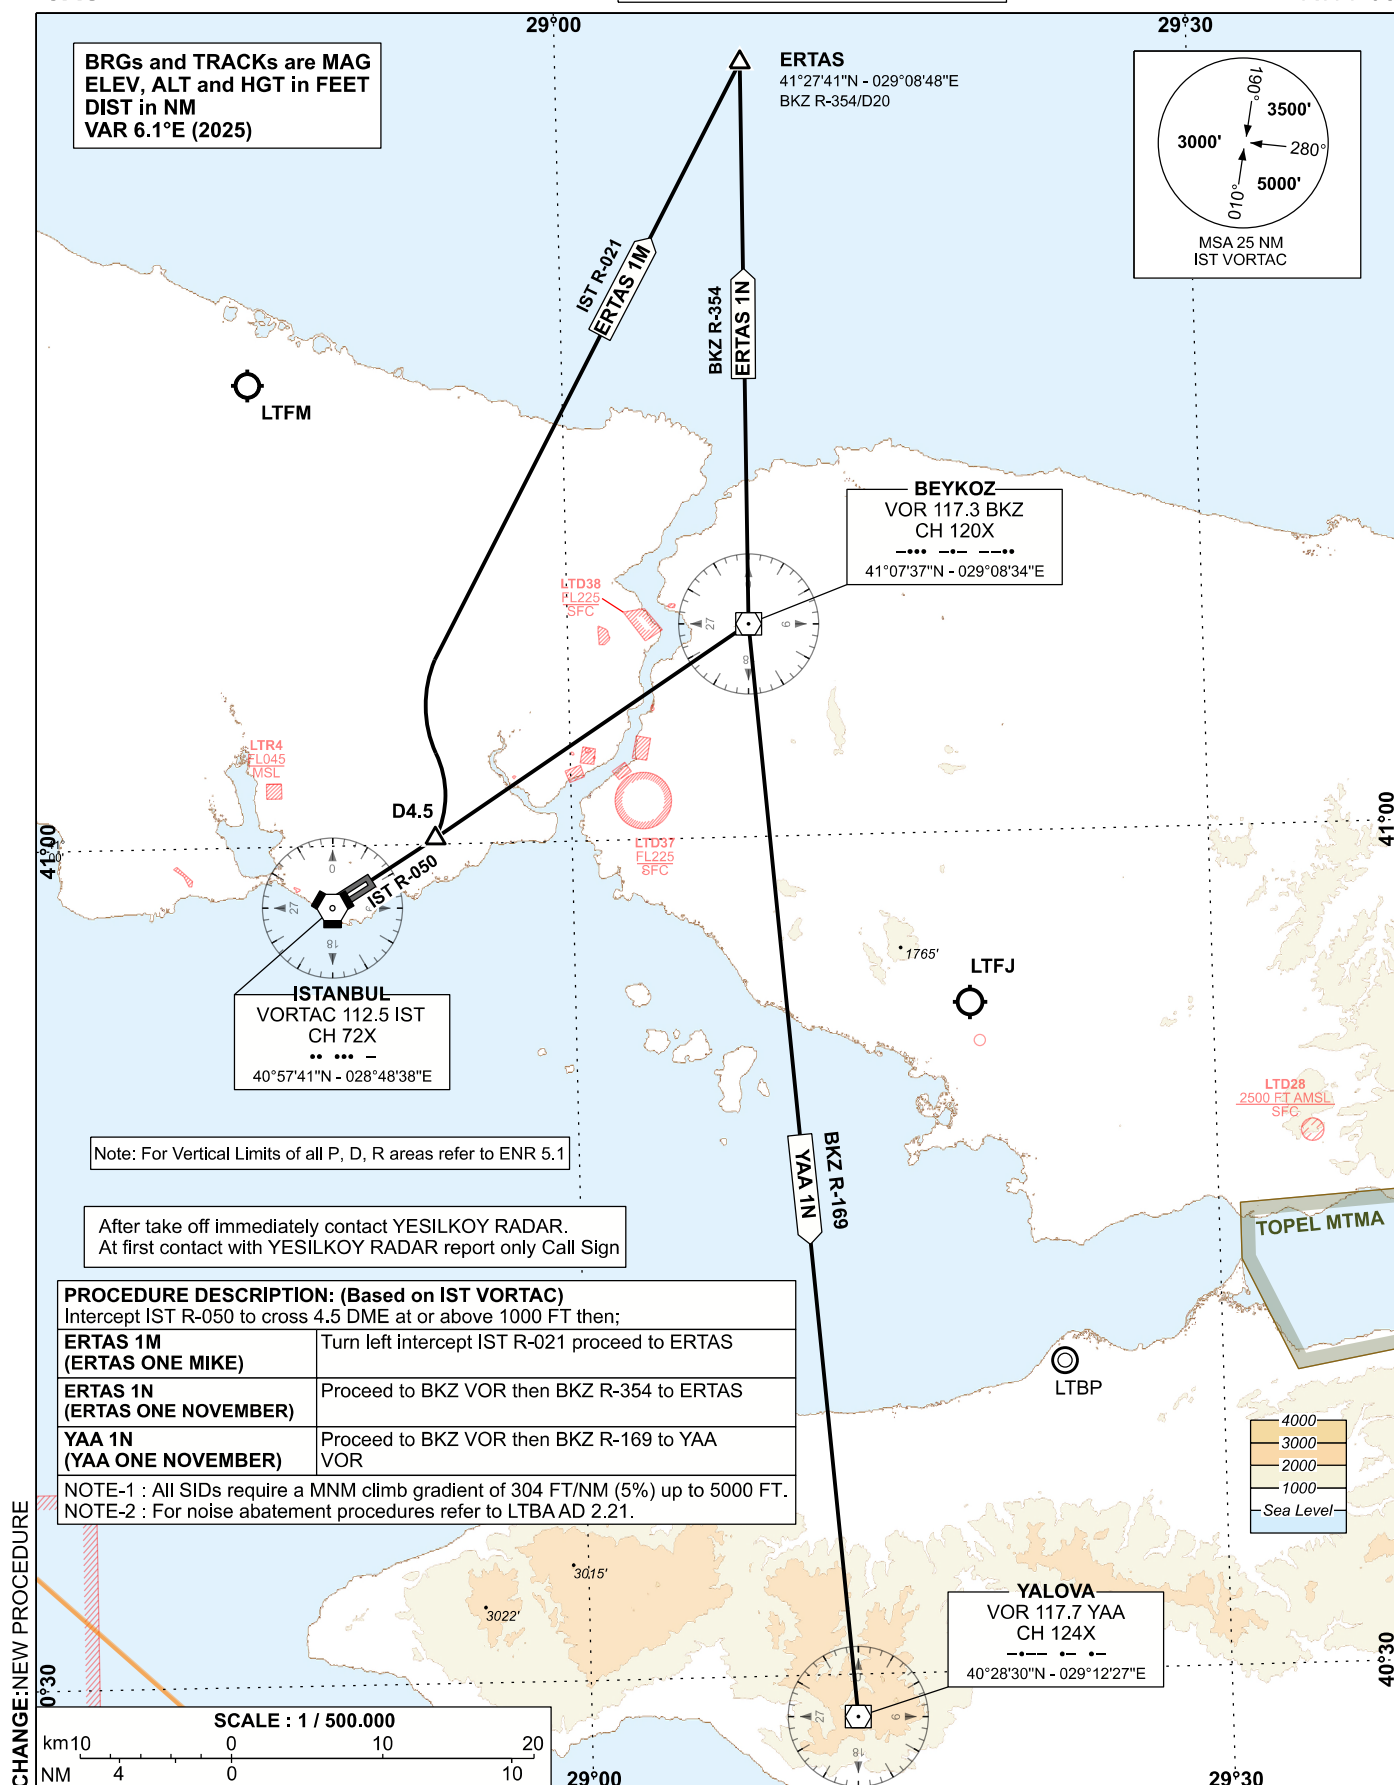 29°00
29°30
BRGs and TRACKs are MAG
ELEV, ALT and HGT in FEET
DIST in NM
VAR 6.1°E (2025)
ERTAS
41°27'41"N - 029°08'48"E
BKZ R-354/D20
190°
3500'
3000'
280°
5000'
010°
MSA 25 NM
IST VORTAC
IST R-021
ERTAS 1M
BKZ R-354
ERTAS 1N
LTFM
BEYKOZ
VOR 117.3 BKZ
CH 120X
41°07'37"N - 029°08'34"E
LTD38
FL225
SFC
0
27
9
8
LTR4
FL045
MSL
D4.5
41°00
41°00
LTD37
FL225
SFC
IST R-050
0
27
18
1765'
LTFJ
ISTANBUL
VORTAC 112.5 IST
CH 72X
40°57'41"N - 028°48'38"E
LTD28
2500 FT AMSL
SFC
Note: For Vertical Limits of all P, D, R areas refer to ENR 5.1
YAA 1N
BKZ R-169
After take off immediately contact YESILKOY RADAR.
At first contact with YESILKOY RADAR report only Call Sign
TOPEL MTMA
PROCEDURE DESCRIPTION: (Based on IST VORTAC)
Intercept IST R-050 to cross 4.5 DME at or above 1000 FT then;
ERTAS 1M
(ERTAS ONE MIKE)
Turn left intercept IST R-021 proceed to ERTAS
ERTAS 1N
(ERTAS ONE NOVEMBER)
Proceed to BKZ VOR then BKZ R-354 to ERTAS
YAA 1N
(YAA ONE NOVEMBER)
Proceed to BKZ VOR then BKZ R-169 to YAA
VOR
NOTE-1 : All SIDs require a MNM climb gradient of 304 FT/NM (5%) up to 5000 FT.
NOTE-2 : For noise abatement procedures refer to LTBA AD 2.21.
LTBP
4000
3000
2000
1000
Sea Level
3015'
3022'
YALOVA
VOR 117.7 YAA
CH 124X
40°28'30"N - 029°12'27"E
27
9
18
0°30
40°30
CHANGE:NEW PROCEDURE
SCALE : 1 / 500.000
km10 0 10 20
NM 4 0 10
29°00
29°30